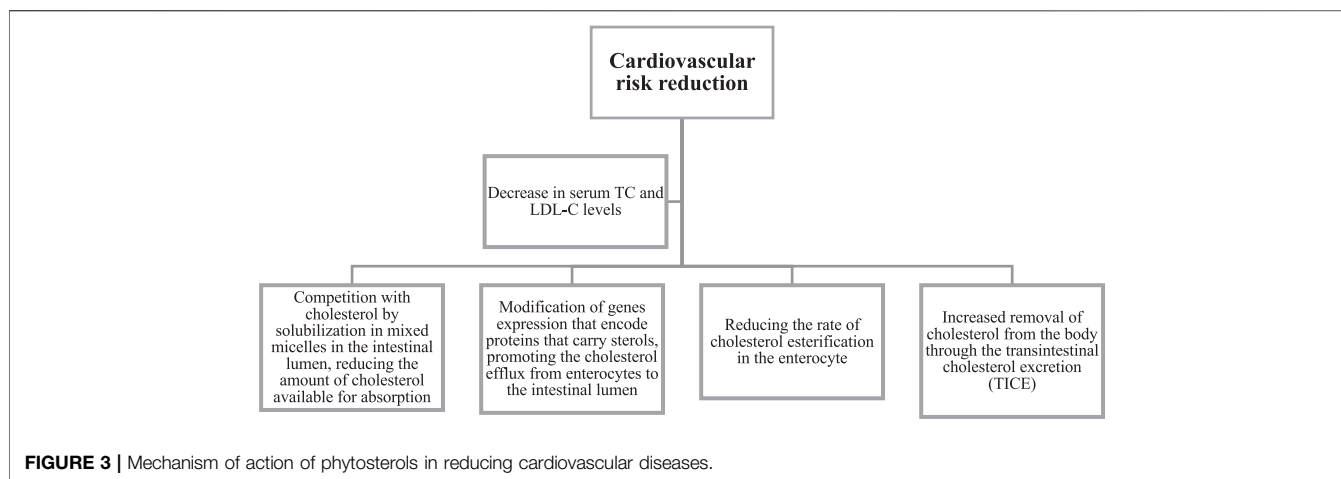 Cardiovascular
risk reduction
Decrease in serum TC and
LDL-C levels
Competition with
cholesterol by
solubilization in mixed
micelles in the intestinal
lumen, reducing the
amount of cholesterol
available for absorption
Modification of genes
expression that encode
proteins that carry sterols,
promoting the cholesterol
efflux from enterocytes to
the intestinal lumen
Reducing the rate of
cholesterol esterification
in the enterocyte
Increased removal of
cholesterol from the body
through the transintestinal
cholesterol excretion
(TICE)
FIGURE 3 | Mechanism of action of phytosterols in reducing cardiovascular diseases.